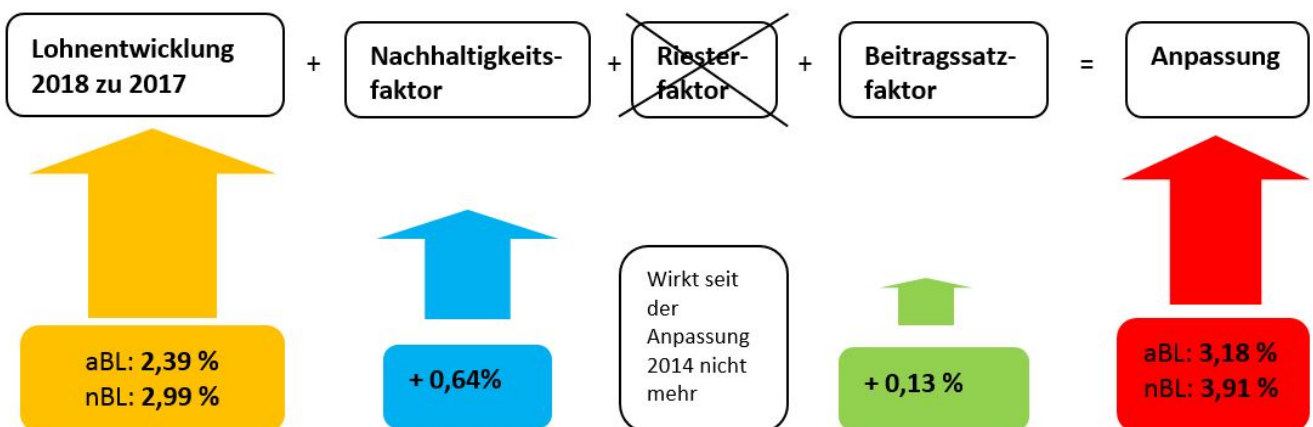 Lohnentwicklung
2018 zu 2017
+
Nachhaltigkeits-
faktor
+
Riester-
faktor
+
Beitragssatz-
faktor
=
Anpassung
aBL: 2,39 %
nBL: 2,99 %
+ 0,64%
Wirkt seit
der
Anpassung
2014 nicht
mehr
+ 0,13 %
aBL: 3,18 %
nBL: 3,91 %